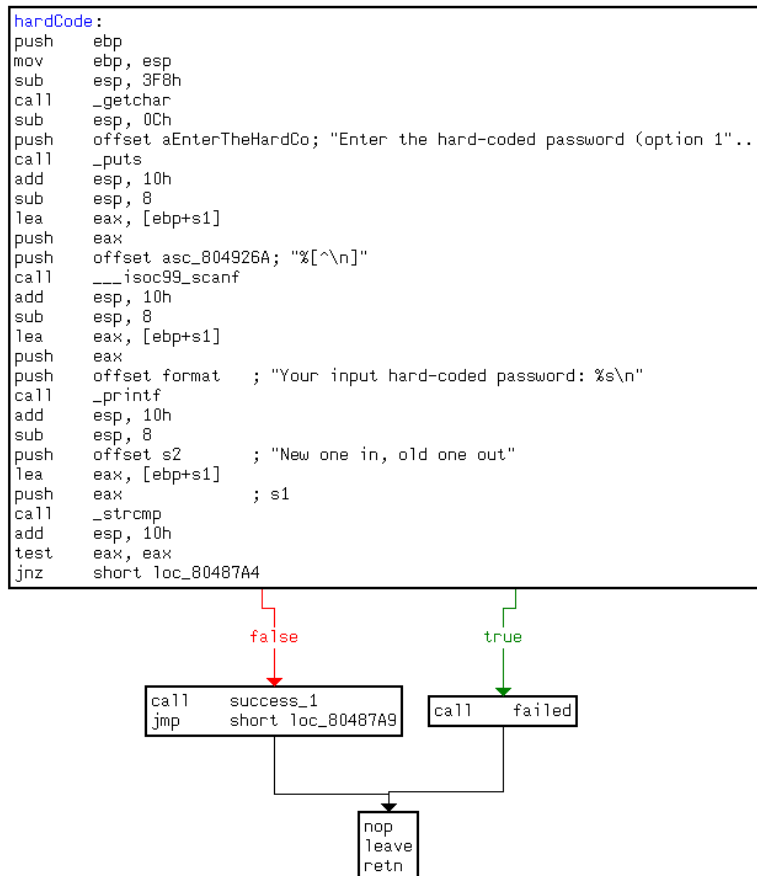 hardCode:
push ebp
mov ebp, esp
sub esp, 3F8h
call _getchar
sub esp, 0Ch
push offset aEnterTheHardCo; "Enter the hard-coded password (option 1"..
call _puts
add esp, 10h
sub esp, 8
lea eax, [ebp+s1]
push eax
push offset asc_804926A; "%[^\n]"
call ___isoc99_scanf
add esp, 10h
sub esp, 8
lea eax, [ebp+s1]
push eax
push offset format ; "Your input hard-coded password: %s\n"
call _printf
add esp, 10h
sub esp, 8
push offset s2 ; "New one in, old one out"
lea eax, [ebp+s1]
push eax ; s1
call _strcmp
add esp, 10h
test eax, eax
jnz short loc_80487A4
false
true
call success_1
jmp short loc_80487A9
call failed
nop
leave
retn